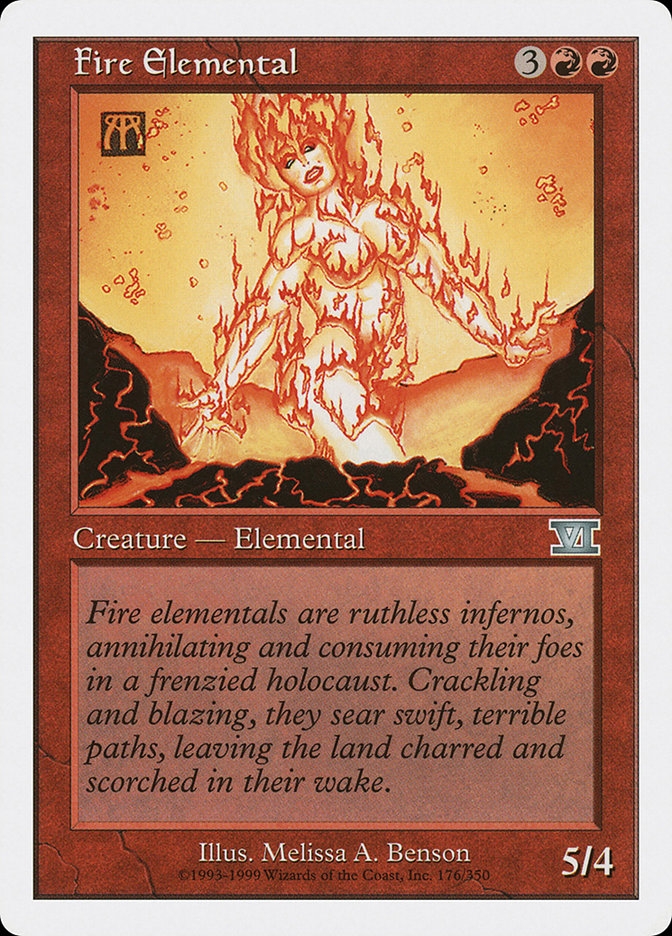 Fire Elemental
3
Creature — Elemental
VI
Fire elementals are ruthless infernos,
annihilating and consuming their foes
in a frenzied holocaust. Crackling
and blazing, they sear swift, terrible
paths, leaving the land charred and
scorched in their wake.
Illus. Melissa A. Benson
5/4
©1993-1999 Wizards of the Coast, Inc. 176/350